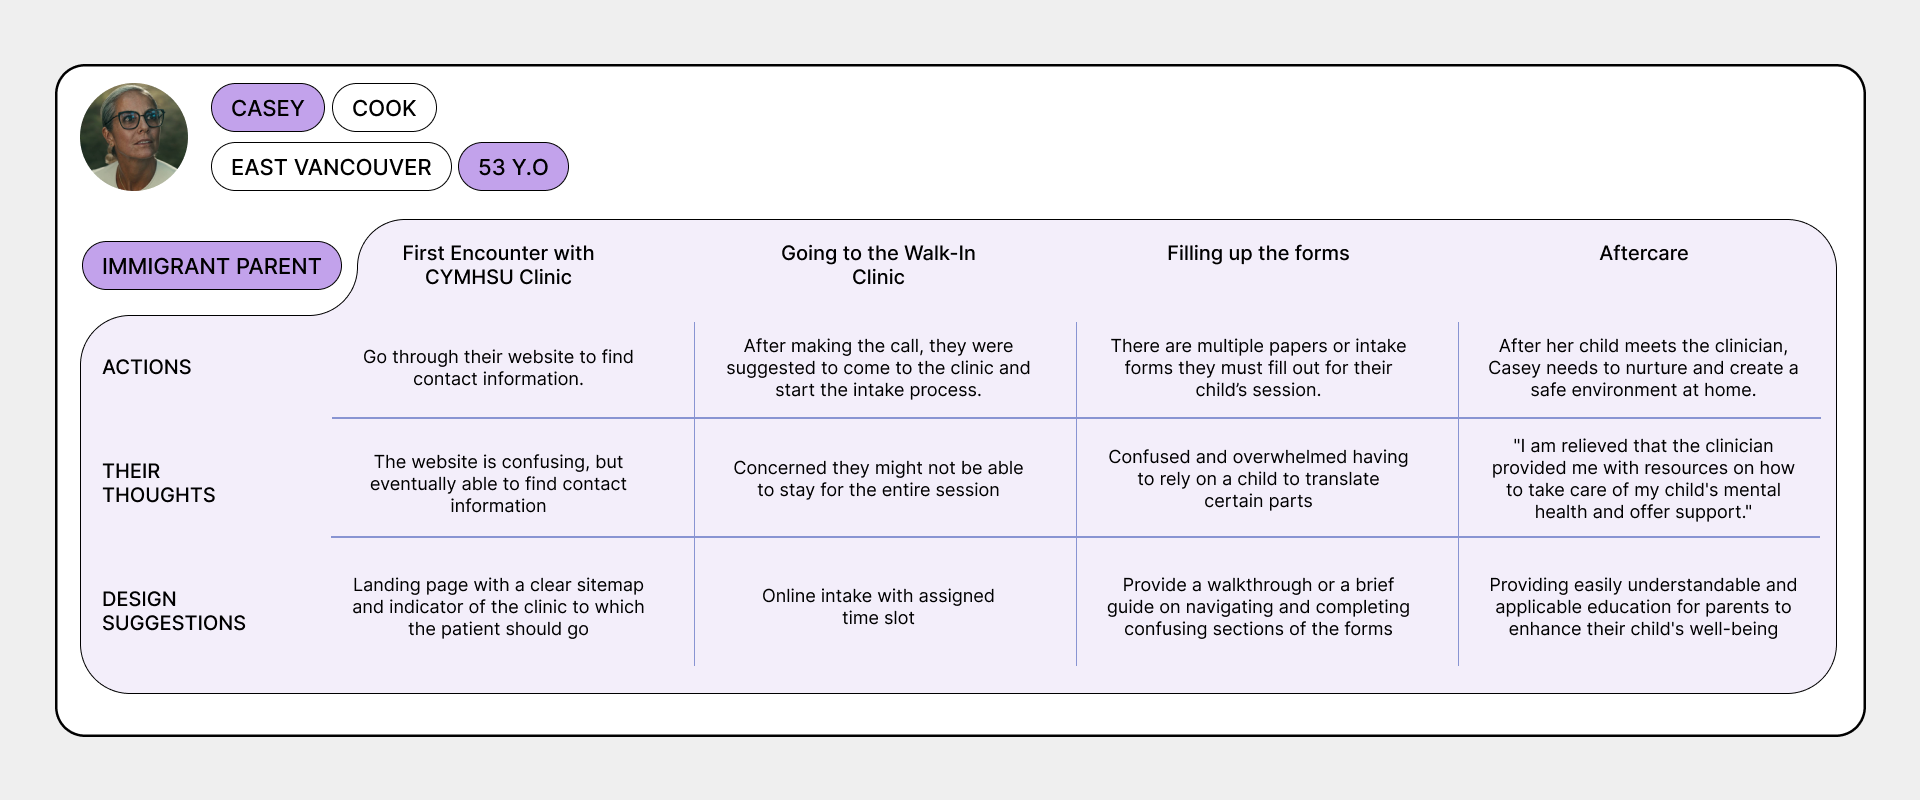 CASEY COOK
EAST VANCOUVER 53 Y.O
IMMIGRANT PARENT
First Encounter with
CYMHSU Clinic
Going to the Walk-In
Clinic
Filling up the forms
Aftercare
ACTIONS
Go through their website to find
contact information.
After making the call, they were
suggested to come to the clinic and
start the intake process.
There are multiple papers or intake
forms they must fill out for their
child’s session.
After her child meets the clinician,
Casey needs to nurture and create a
safe environment at home.
THEIR
THOUGHTS
The website is confusing, but
eventually able to find contact
information
Concerned they might not be able
to stay for the entire session
Confused and overwhelmed having
to rely on a child to translate
certain parts
"I am relieved that the clinician
provided me with resources on how
to take care of my child's mental
health and offer support."
DESIGN
SUGGESTIONS
Landing page with a clear sitemap
and indicator of the clinic to which
the patient should go
Online intake with assigned
time slot
Provide a walkthrough or a brief
guide on navigating and completing
confusing sections of the forms
Providing easily understandable and
applicable education for parents to
enhance their child's well-being